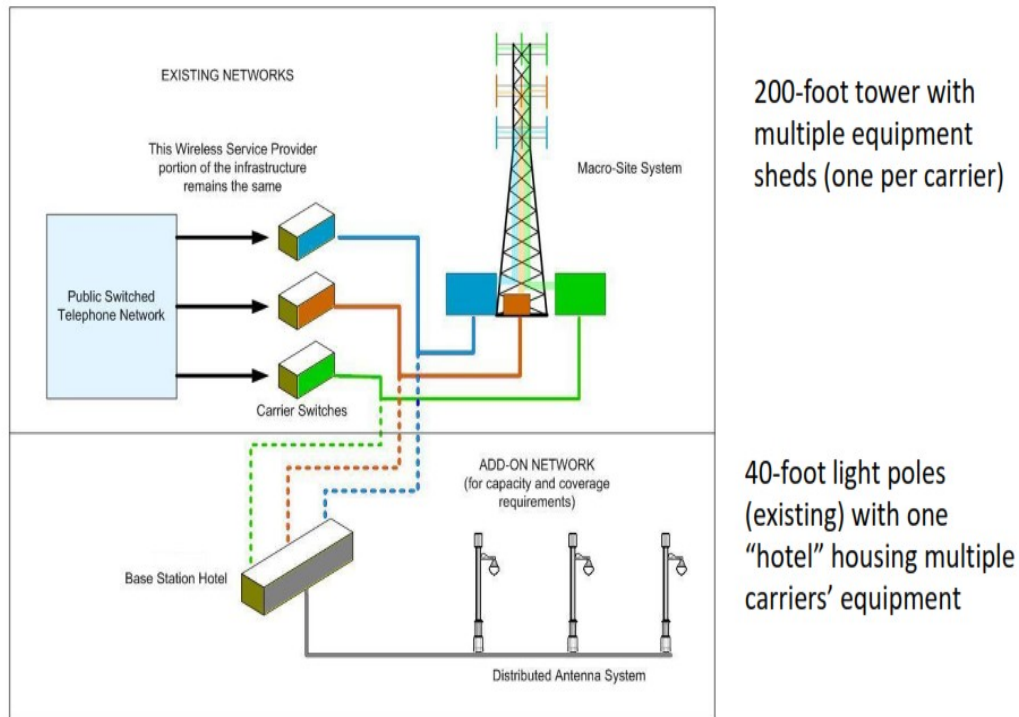 EXISTING NETWORKS
This Wireless Service Provider
portion of the infrastructure
remains the same
Macro-Site System
Public Switched
Telephone Network
Carrier Switches
200-foot tower with
multiple equipment
sheds (one per carrier)
ADD-ON NETWORK
(for capacity and coverage
requirements)
Base Station Hotel
Distributed Antenna System
40-foot light poles
(existing) with one
“hotel” housing multiple
carriers’ equipment